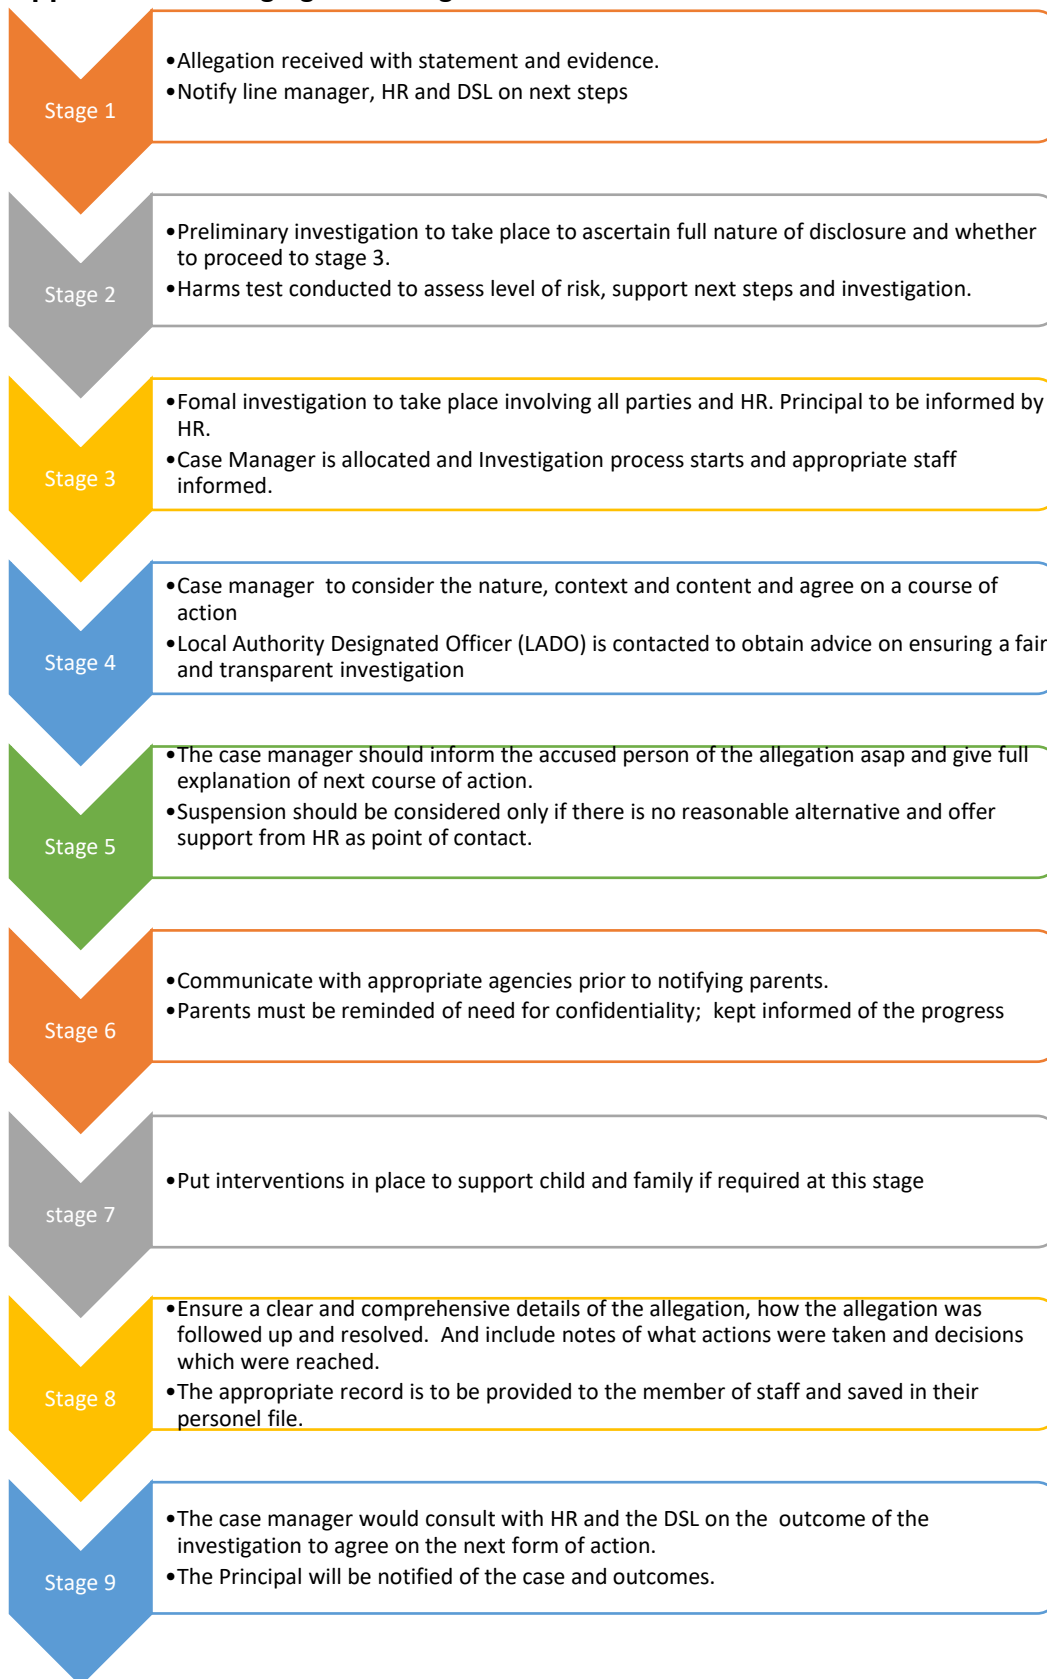 Stage 1
•Allegation received with statement and evidence.
•Notify line manager, HR and DSL on next steps
Stage 2
•Preliminary investigation to take place to ascertain full nature of disclosure and whether
to proceed to stage 3.
•Harms test conducted to assess level of risk, support next steps and investigation.
Stage 3
•Fomal investigation to take place involving all parties and HR. Principal to be informed by
HR.
•Case Manager is allocated and Investigation process starts and appropriate staff
informed.
Stage 4
•Case manager  to consider the nature, context and content and agree on a course of
action
•Local Authority Designated Officer (LADO) is contacted to obtain advice on ensuring a fair
and transparent investigation
Stage 5
•The case manager should inform the accused person of the allegation asap and give full
explanation of next course of action.
•Suspension should be considered only if there is no reasonable alternative and offer
support from HR as point of contact.
Stage 6
•Communicate with appropriate agencies prior to notifying parents.
•Parents must be reminded of need for confidentiality;  kept informed of the progress
stage 7
•Put interventions in place to support child and family if required at this stage
Stage 8
•Ensure a clear and comprehensive details of the allegation, how the allegation was
followed up and resolved.  And include notes of what actions were taken and decisions
which were reached.
•The appropriate record is to be provided to the member of staff and saved in their
personel file.
Stage 9
•The case manager would consult with HR and the DSL on the  outcome of the
investigation to agree on the next form of action.
•The Principal will be notified of the case and outcomes.